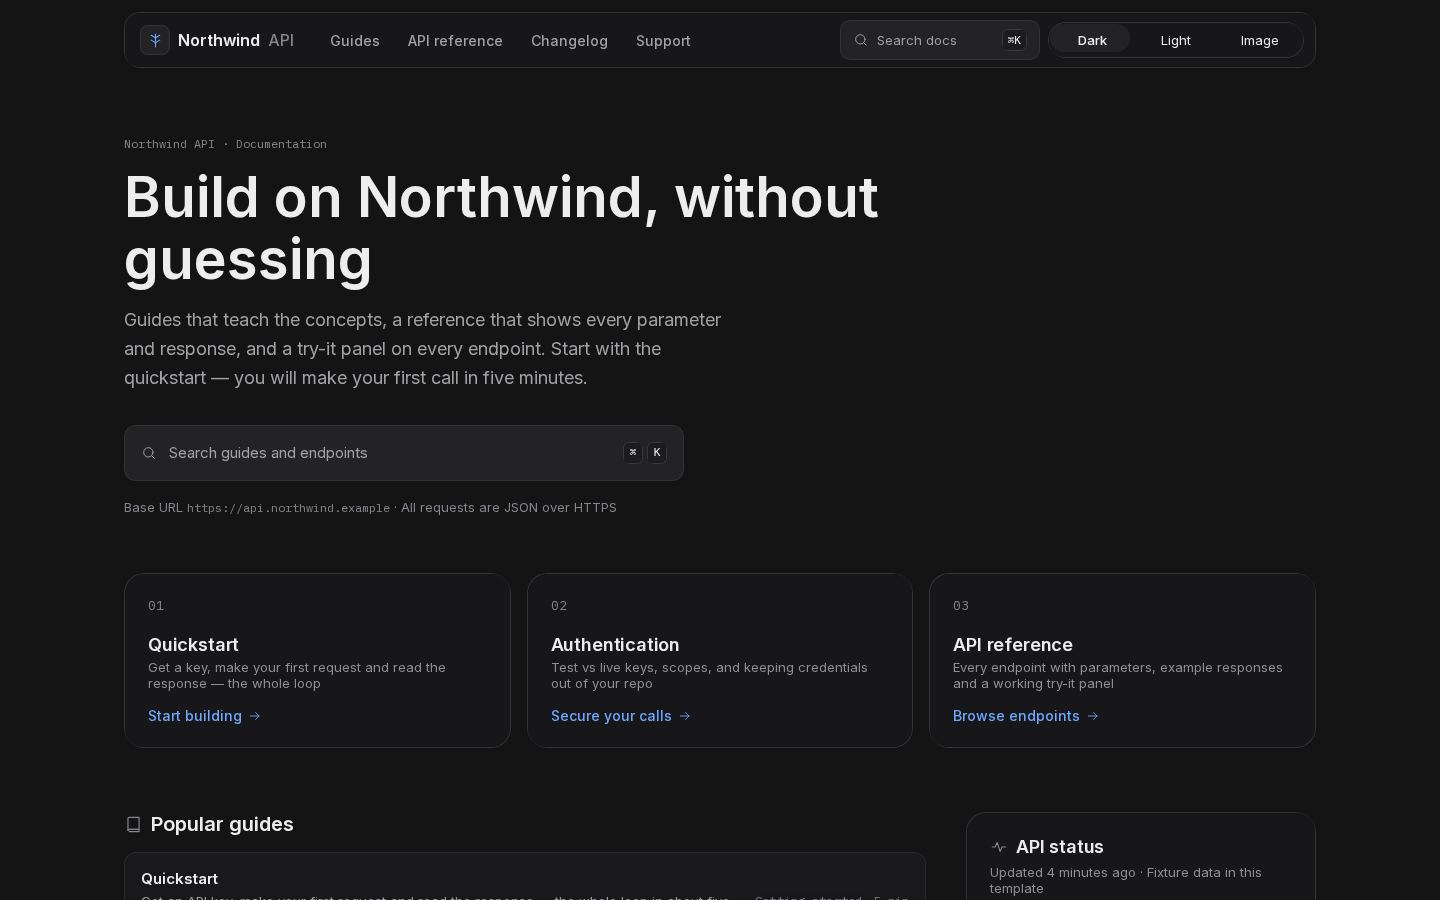 Northwind API
Guides
API reference
Changelog
Support
Search docs
⌘K
Dark
Light
Image
Northwind API · Documentation
Build on Northwind, without
guessing
Guides that teach the concepts, a reference that shows every parameter
and response, and a try-it panel on every endpoint. Start with the
quickstart — you will make your first call in five minutes.
Search guides and endpoints
⌘ K
Base URL https://api.northwind.example · All requests are JSON over HTTPS
01
Quickstart
Get a key, make your first request and read the
response — the whole loop
Start building →
02
Authentication
Test vs live keys, scopes, and keeping credentials
out of your repo
Secure your calls →
03
API reference
Every endpoint with parameters, example responses
and a working try-it panel
Browse endpoints →
Popular guides
Quickstart
API status
Updated 4 minutes ago · Fixture data in this
template